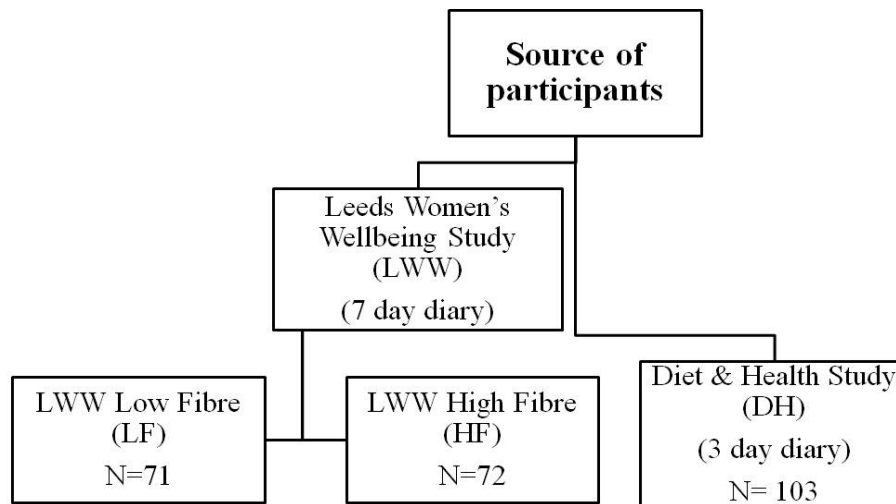 Source of
participants
Leeds Women’s
Wellbeing Study
(LWW)
(7 day diary)
LWW Low Fibre
(LF)
N=71
LWW High Fibre
(HF)
N=72
Diet & Health Study
(DH)
(3 day diary)
N= 103